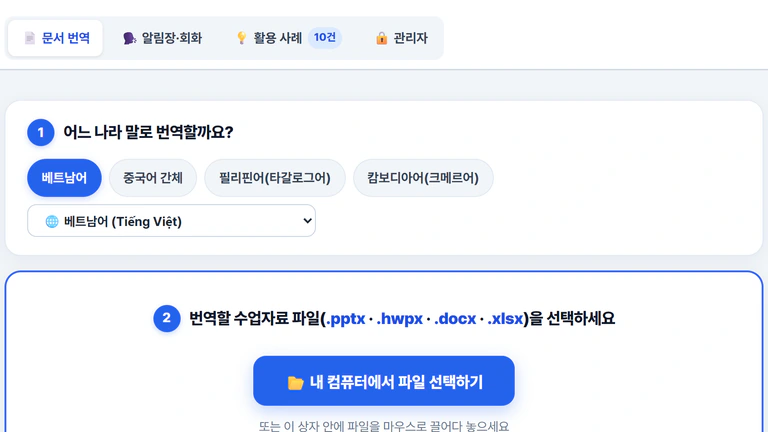 문서 번역
알림장·회화
활용 사례 10건
관리자
1 어느 나라 말로 번역할까요?
베트남어
중국어 간체
필리핀어(타갈로그어)
캄보디아어(크메르어)
베트남어 (Tiếng Việt)
2 번역할 수업자료 파일(.pptx · .hwpx · .docx · .xlsx)을 선택하세요
내 컴퓨터에서 파일 선택하기
또는 이 상자 안에 파일을 마우스로 끌어다 놓으세요